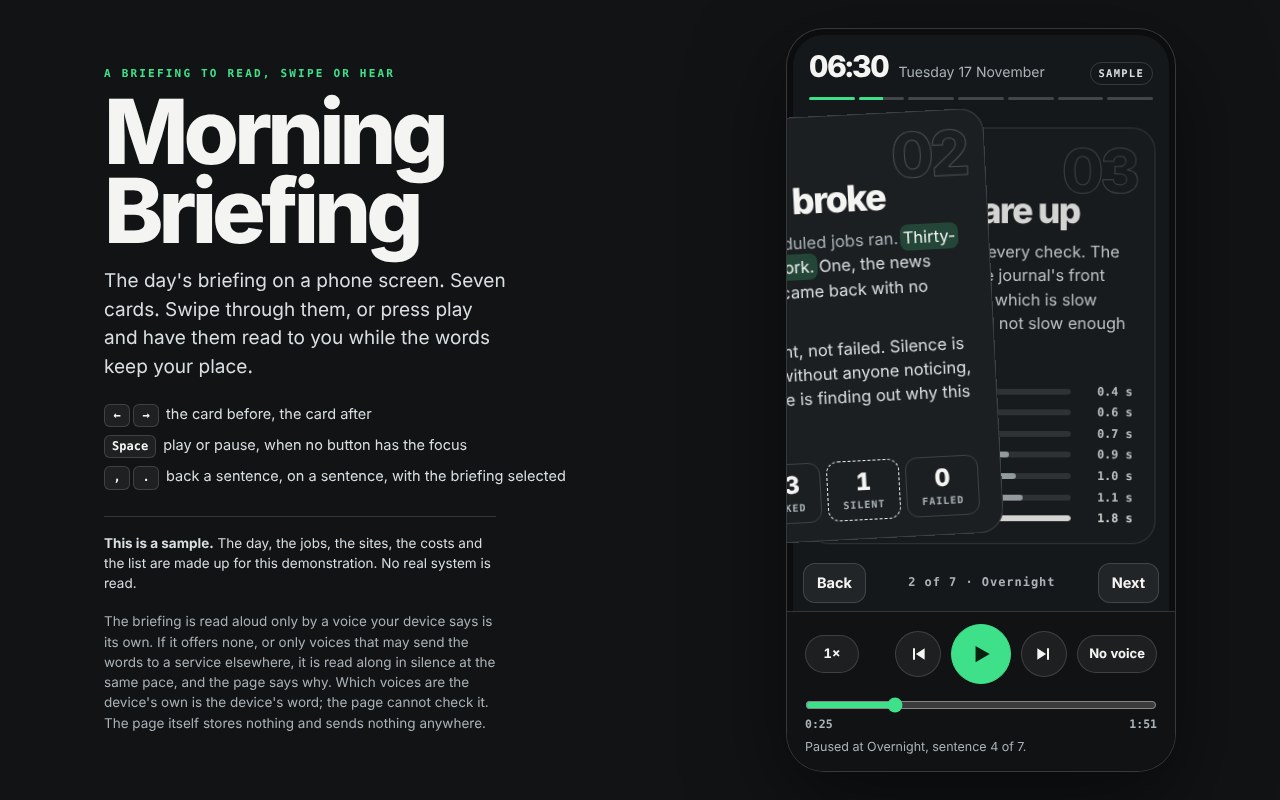 A BRIEFING TO READ, SWIPE OR HEAR
Morning
Briefing
The day's briefing on a phone screen. Seven
cards. Swipe through them, or press play
and have them read to you while the words
keep your place.
← → the card before, the card after
Space play or pause, when no button has the focus
, . back a sentence, on a sentence, with the briefing selected
This is a sample. The day, the jobs, the sites, the costs and
the list are made up for this demonstration. No real system is
read.
The briefing is read aloud only by a voice your device says is
its own. If it offers none, or only voices that may send the
words to a service elsewhere, it is read along in silence at the
same pace, and the page says why. Which voices are the
device's own is the device's word; the page cannot check it.
The page itself stores nothing and sends nothing anywhere.
06:30 Tuesday 17 November SAMPLE
02
broke
duled jobs ran. Thirty-
ork. One, the news
came back with no
nt, not failed. Silence is
without anyone noticing,
e is finding out why this
3
KED
1
SILENT
0
FAILED
03
are up
every check. The
journal's front
which is slow
not slow enough
0.4 s
0.6 s
0.7 s
0.9 s
1.0 s
1.1 s
1.8 s
Back 2 of 7 · Overnight Next
1× No voice
0:25 1:51
Paused at Overnight, sentence 4 of 7.